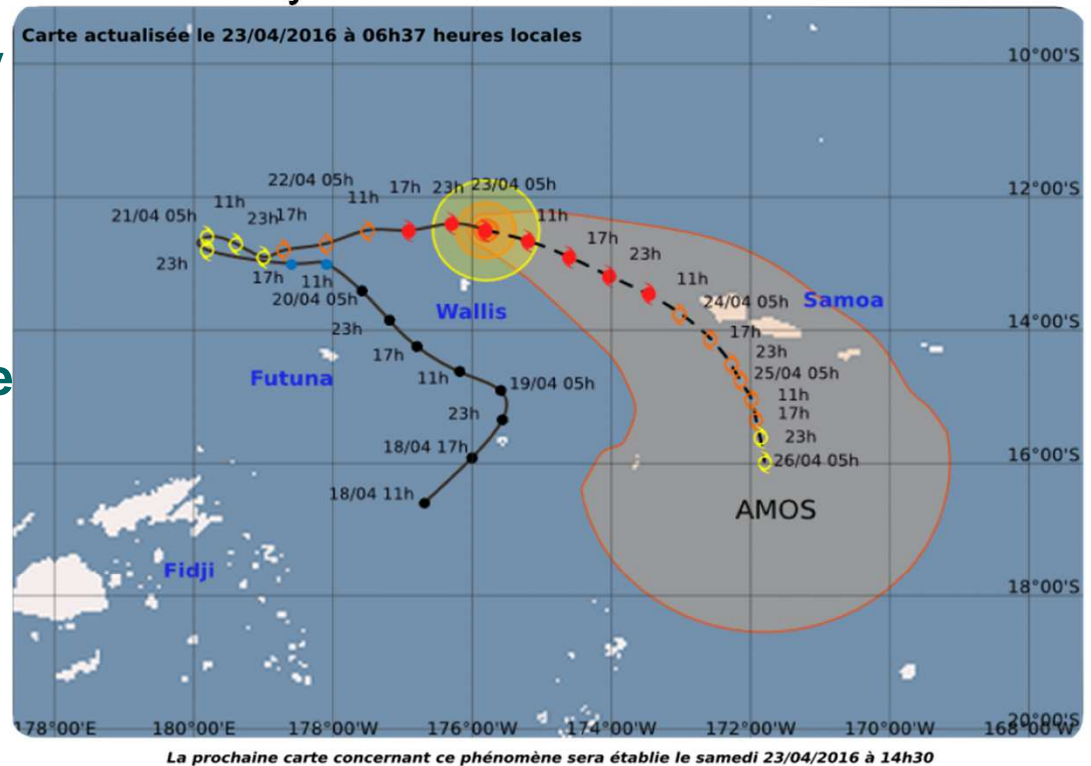 Carte actualisée le 23/04/2016 à 06h37 heures locales
10°00'S
12°00'S
22/04 05h
11h
17h
23h
23/04 05h
21/04 05h
11h
23h
17h
11h
17h
23h
23h
17h
11h
20/04 05h
11h
24/04 05h
Samoa
Wallis
14°00'S
23h
17h
17h
23h
25/04 05h
Futuna
11h
19/04 05h
11h
17h
23h
23h
18/04 17h
26/04 05h
16°00'S
18/04 11h
AMOS
Fidji
18°00'S
178°00'E
180°00'W
178°00'W
176°00'W
174°W
172°00'W
170°00'W
168°00'W
20°00'S
La prochaine carte concernant ce phénomène sera établie le samedi 23/04/2016 à 14h30